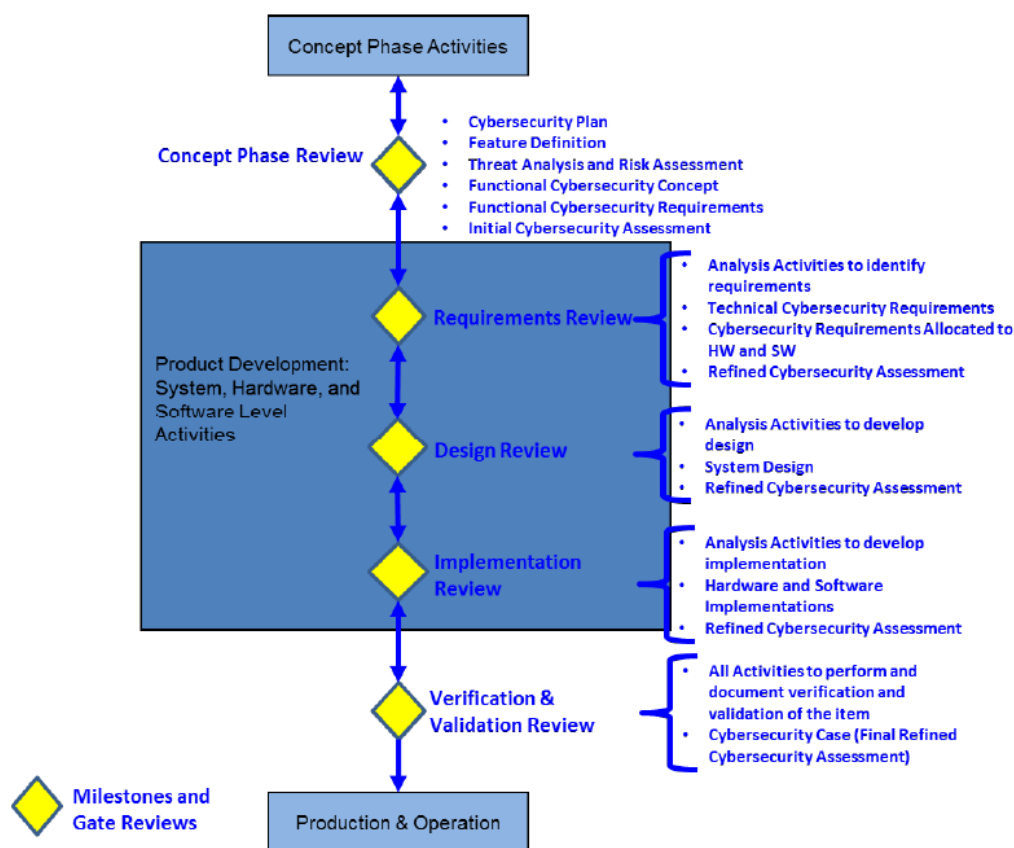 Concept Phase Activities
Concept Phase Review
• Cybersecurity Plan
• Feature Definition
• Threat Analysis and Risk Assessment
• Functional Cybersecurity Concept
• Functional Cybersecurity Requirements
• Initial Cybersecurity Assessment
Product Development:
System, Hardware, and
Software Level
Activities
Requirements Review
• Analysis Activities to identify
requirements
• Technical Cybersecurity Requirements
• Cybersecurity Requirements Allocated to
HW and SW
• Refined Cybersecurity Assessment
Design Review
• Analysis Activities to develop
design
• System Design
• Refined Cybersecurity Assessment
Implementation
Review
• Analysis Activities to develop
implementation
• Hardware and Software
Implementations
• Refined Cybersecurity Assessment
Verification &
Validation Review
• All Activities to perform and
document verification and
validation of the item
• Cybersecurity Case (Final Refined
Cybersecurity Assessment)
Milestones and
Gate Reviews
Production & Operation